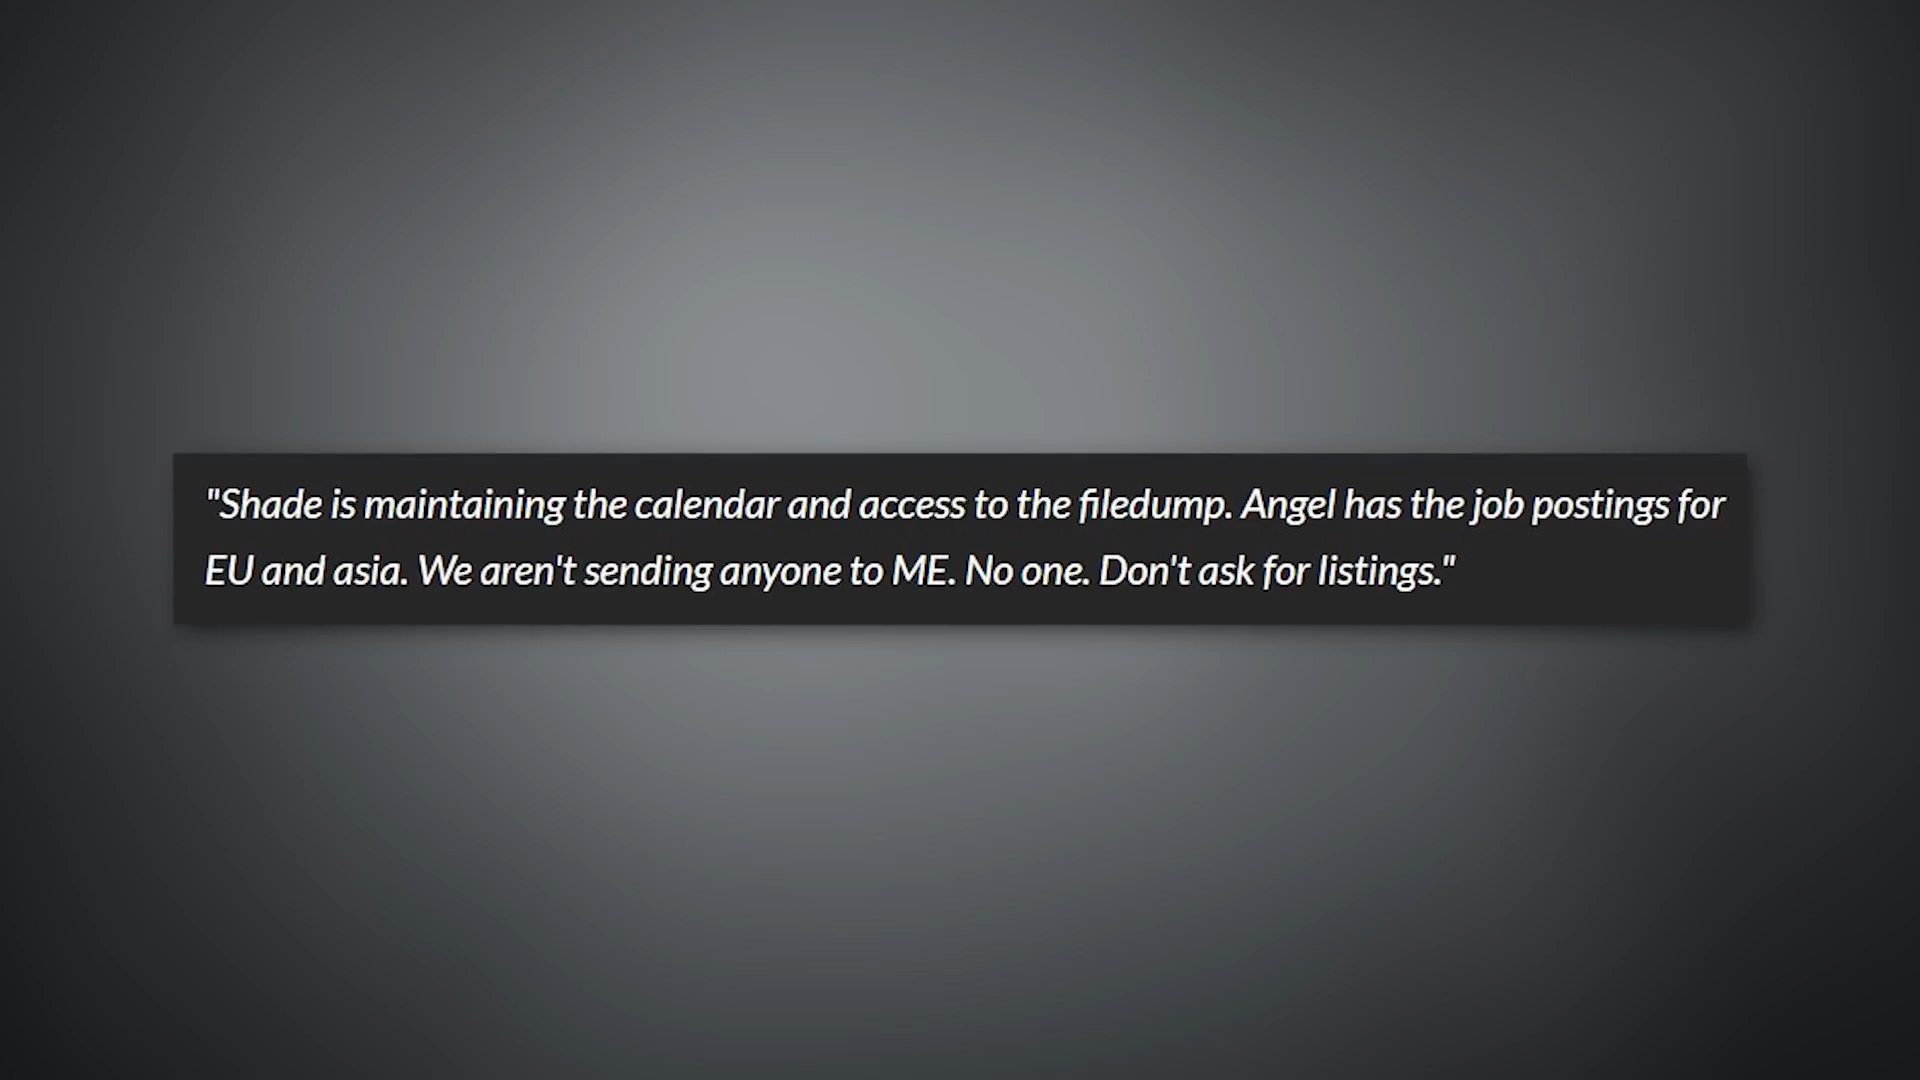 "Shade is maintaining the calendar and access to the filedump. Angel has the job postings for
EU and asia. We aren't sending anyone to ME. No one. Don't ask for listings."